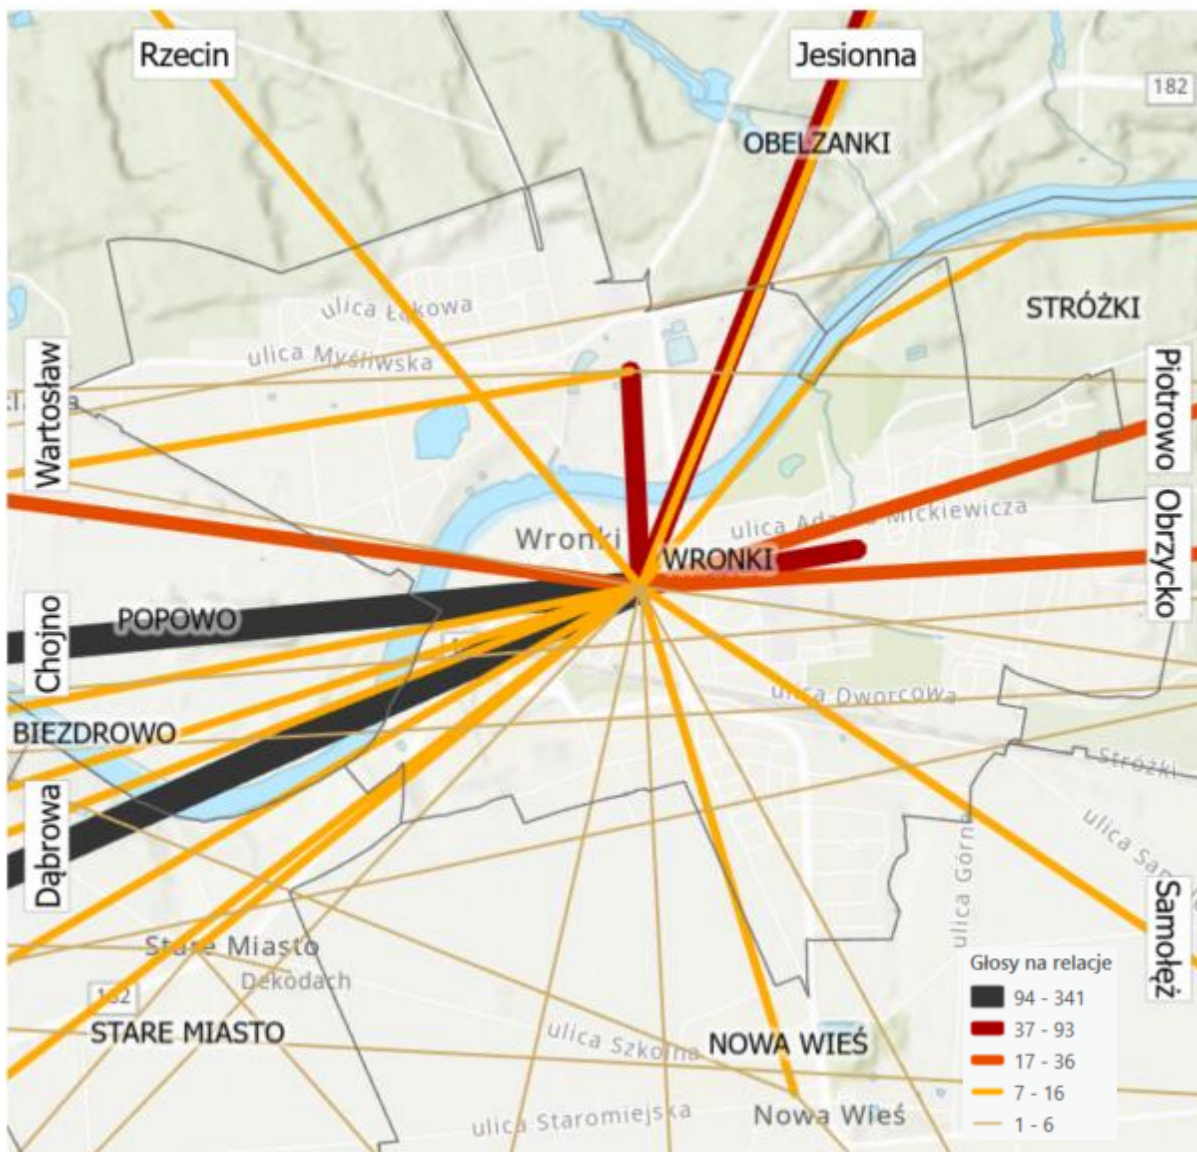 Rzecin
Jesionna
182
OBELZANKI
ulica Łąkowa
STRÓŻKI
ulica Myśliwska
Wartosław
Piotrowo
ulica Adama Mickiewicza
Wronki
WRONKI
Obrzycko
POPOWO
Chojno
ulica Dworcowa
BIEZDROWO
Stróżki
Dąbrowa
ulica Górna
Samołęż
Stare Miasto
Dekodach
182
STARE MIASTO
ulica Szkolna
NOWA WIEŚ
ulica Staromiejska
Nowa Wieś
Głosy na relacje
94 - 341
37 - 93
17 - 36
7 - 16
1 - 6